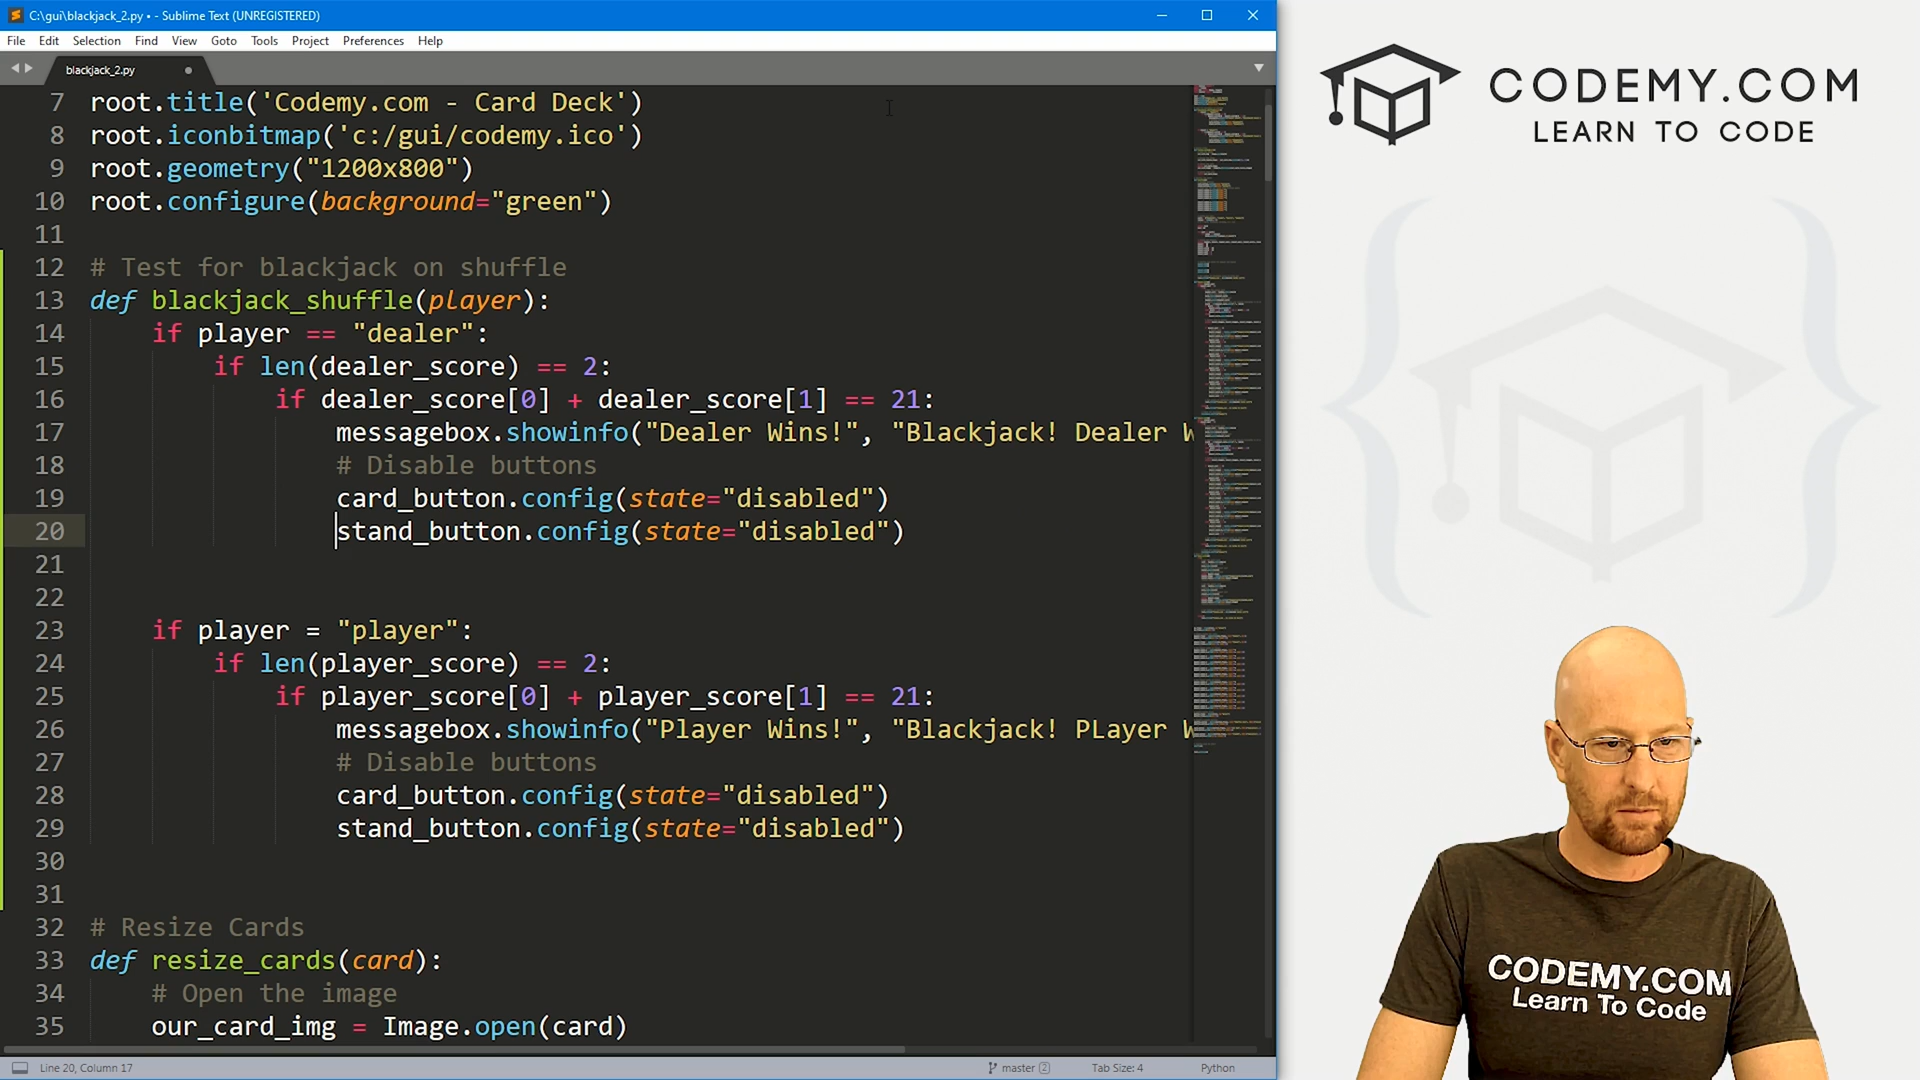 C:\gui\blackjack_2.py • - Sublime Text (UNREGISTERED)
File Edit Selection Find View Goto Tools Project Preferences Help
blackjack_2.py
7 root.title('Codemy.com - Card Deck')
8 root.iconbitmap('c:/gui/codemy.ico')
9 root.geometry("1200x800")
10 root.configure(background="green")
11
12 # Test for blackjack on shuffle
13 def blackjack_shuffle(player):
14 if player == "dealer":
15 if len(dealer_score) == 2:
16 if dealer_score[0] + dealer_score[1] == 21:
17 messagebox.showinfo("Dealer Wins!", "Blackjack! Dealer W
18 # Disable buttons
19 card_button.config(state="disabled")
20 stand_button.config(state="disabled")
21
22
23 if player = "player":
24 if len(player_score) == 2:
25 if player_score[0] + player_score[1] == 21:
26 messagebox.showinfo("Player Wins!", "Blackjack! PLayer W
27 # Disable buttons
28 card_button.config(state="disabled")
29 stand_button.config(state="disabled")
30
31
32 # Resize Cards
33 def resize_cards(card):
34 # Open the image
35 our_card_img = Image.open(card)
Line 20, Column 17
master 2
Tab Size: 4
Python
CODEMY.COM
LEARN TO CODE
CODEMY.COM
Learn To Code